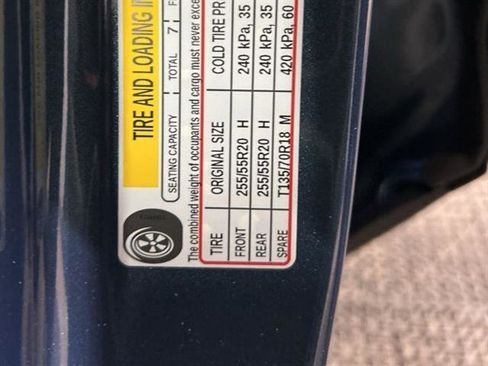 TIRE AND LOADING I
SEATING CAPACITY TOTAL 7 F
The combined weight of occupants and cargo must never exce
TIRE ORIGINAL SIZE COLD TIRE PR
FRONT 255/55R20 H 240 kPa, 35
REAR 255/55R20 H 240 kPa, 35
SPARE T135/70R18 M 420 kPa, 60